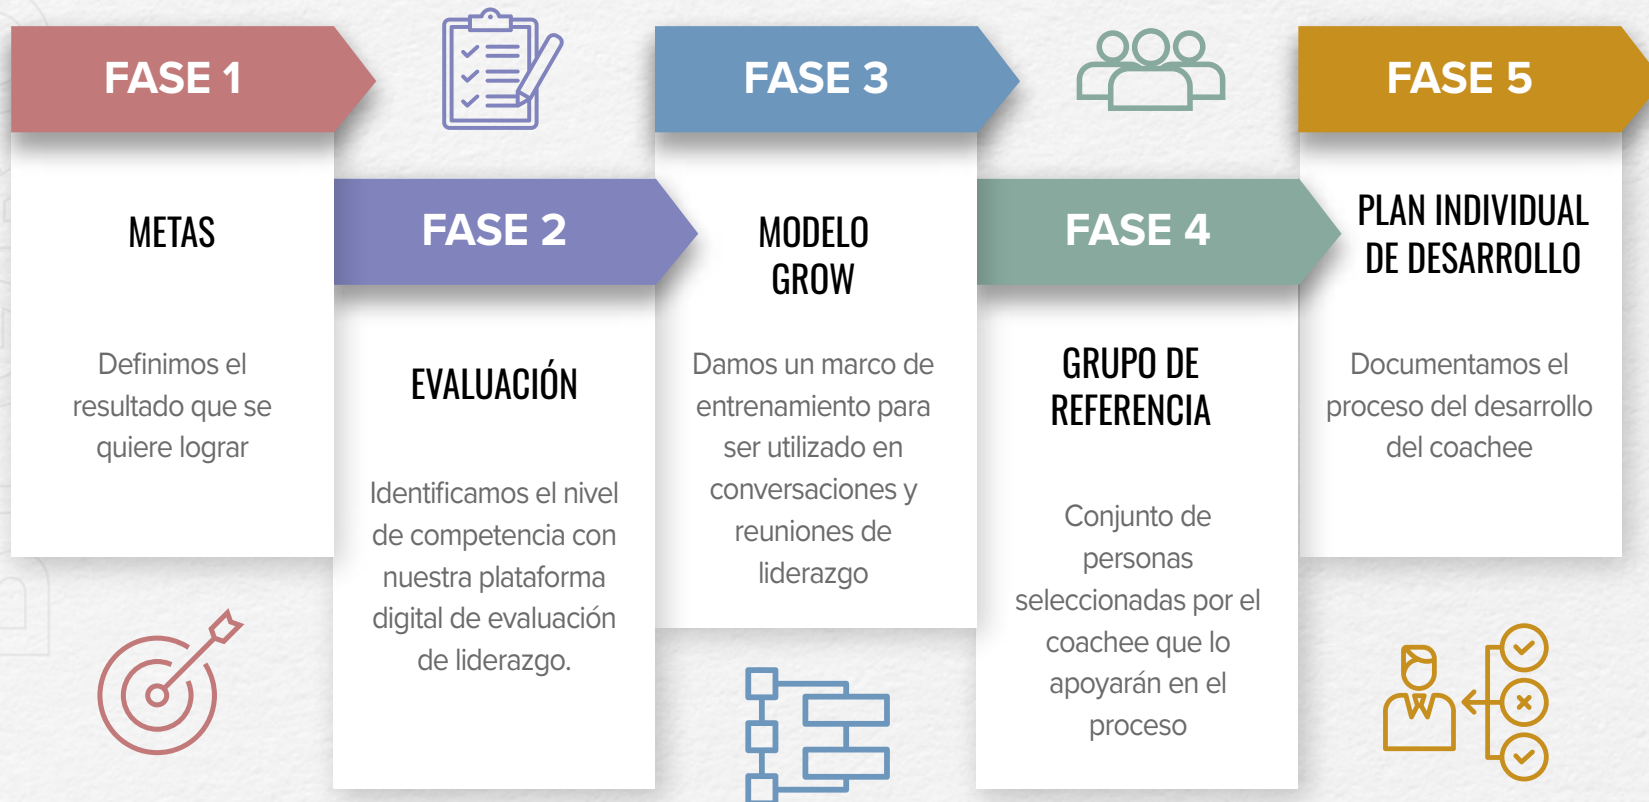 FASE 1
METAS
Definimos el
resultado que se
quiere lograr
FASE 2
EVALUACIÓN
Identificamos el nivel
de competencia con
nuestra plataforma
digital de evaluación
de liderazgo.
FASE 3
MODELO
GROW
Damos un marco de
entrenamiento para
ser utilizado en
conversaciones y
reuniones de
liderazgo
FASE 4
GRUPO DE
REFERENCIA
Conjunto de
personas
seleccionadas por el
coachee que lo
apoyarán en el
proceso
FASE 5
PLAN INDIVIDUAL
DE DESARROLLO
Documentamos el
proceso del desarrollo
del coachee